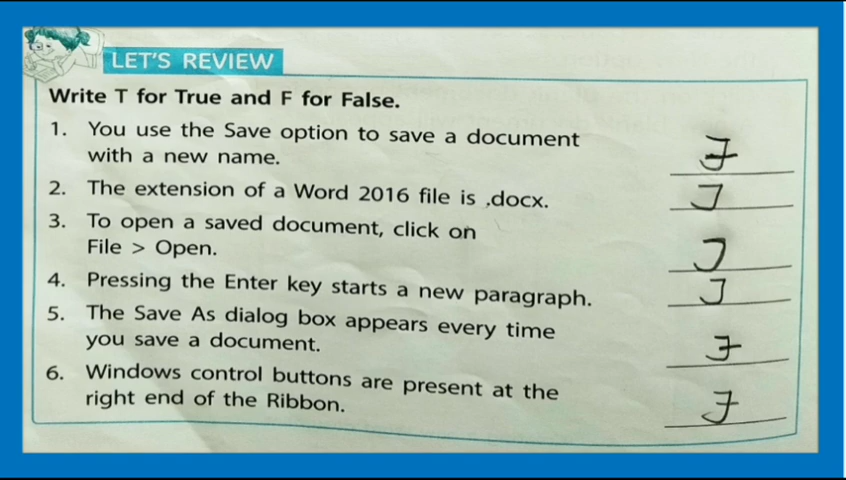 LET'S REVIEW
Write T for True and F for False.
1. You use the Save option to save a document
with a new name. F
2. The extension of a Word 2016 file is .docx. T
3. To open a saved document, click on
File > Open. T
4. Pressing the Enter key starts a new paragraph. T
5. The Save As dialog box appears every time
you save a document. F
6. Windows control buttons are present at the
right end of the Ribbon. F